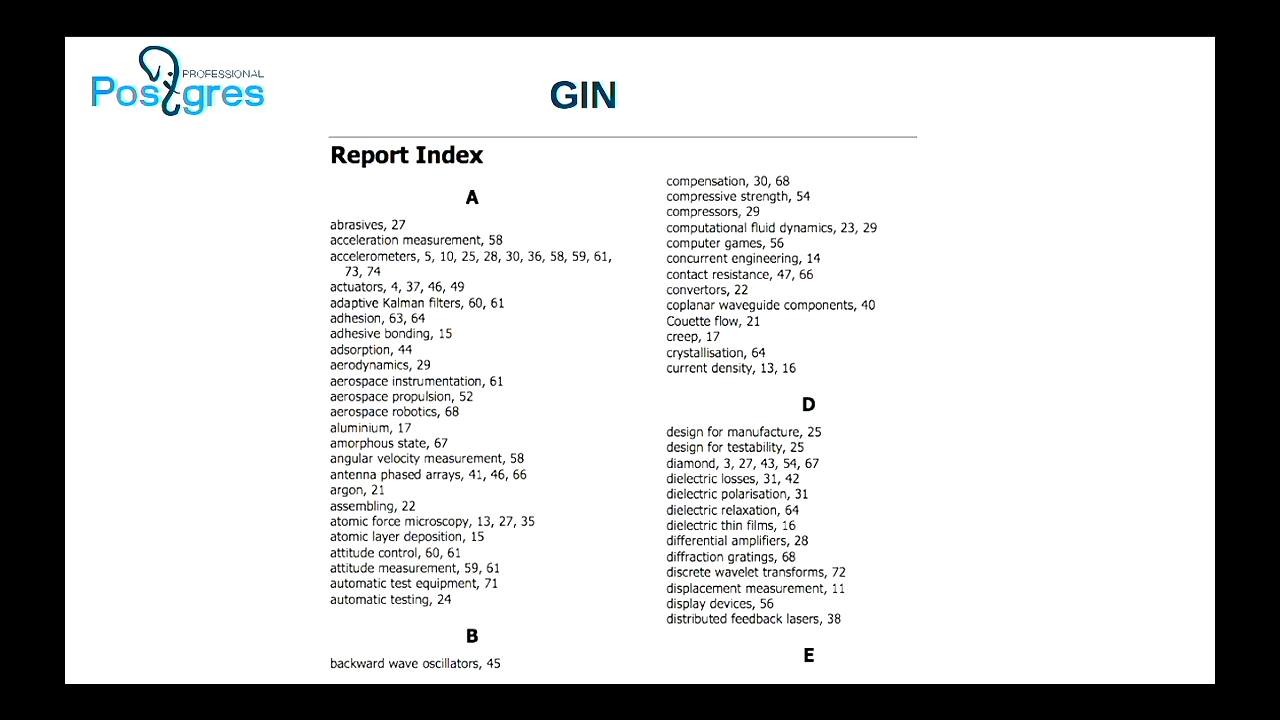 PROFESSIONAL
Postgres
GIN
Report Index
A
abrasives, 27
acceleration measurement, 58
accelerometers, 5, 10, 25, 28, 30, 36, 58, 59, 61,
73, 74
actuators, 4, 37, 46, 49
adaptive Kalman filters, 60, 61
adhesion, 63, 64
adhesive bonding, 15
adsorption, 44
aerodynamics, 29
aerospace instrumentation, 61
aerospace propulsion, 52
aerospace robotics, 68
aluminium, 17
amorphous state, 67
angular velocity measurement, 58
antenna phased arrays, 41, 46, 66
argon, 21
assembling, 22
atomic force microscopy, 13, 27, 35
atomic layer deposition, 15
attitude control, 60, 61
attitude measurement, 59, 61
automatic test equipment, 71
automatic testing, 24
B
backward wave oscillators, 45
compensation, 30, 68
compressive strength, 54
compressors, 29
computational fluid dynamics, 23, 29
computer games, 56
concurrent engineering, 14
contact resistance, 47, 66
convertors, 22
coplanar waveguide components, 40
Couette flow, 21
creep, 17
crystallisation, 64
current density, 13, 16
D
design for manufacture, 25
design for testability, 25
diamond, 3, 27, 43, 54, 67
dielectric losses, 31, 42
dielectric polarisation, 31
dielectric relaxation, 64
dielectric thin films, 16
differential amplifiers, 28
diffraction gratings, 68
discrete wavelet transforms, 72
displacement measurement, 11
display devices, 56
distributed feedback lasers, 38
E